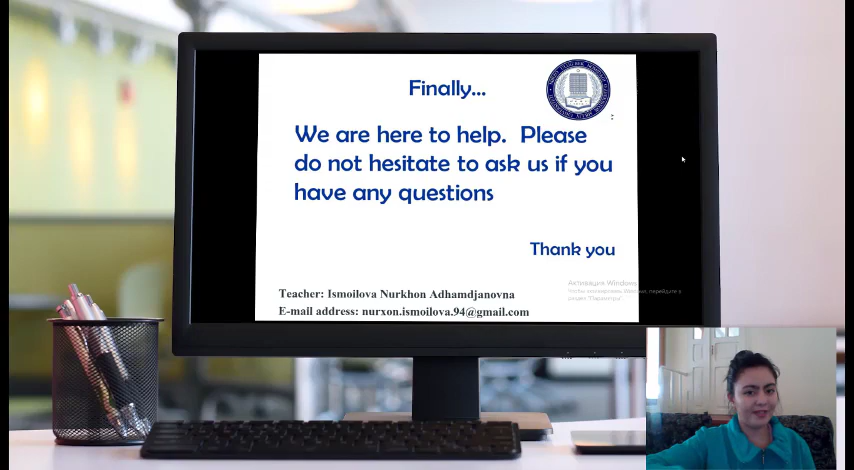 Finally...
We are here to help. Please
do not hesitate to ask us if you
have any questions
Thank you
Активация Windows
Teacher: Ismoilova Nurkhon Adhamdjanovna
E-mail address: nurxon.ismoilova.94@gmail.com